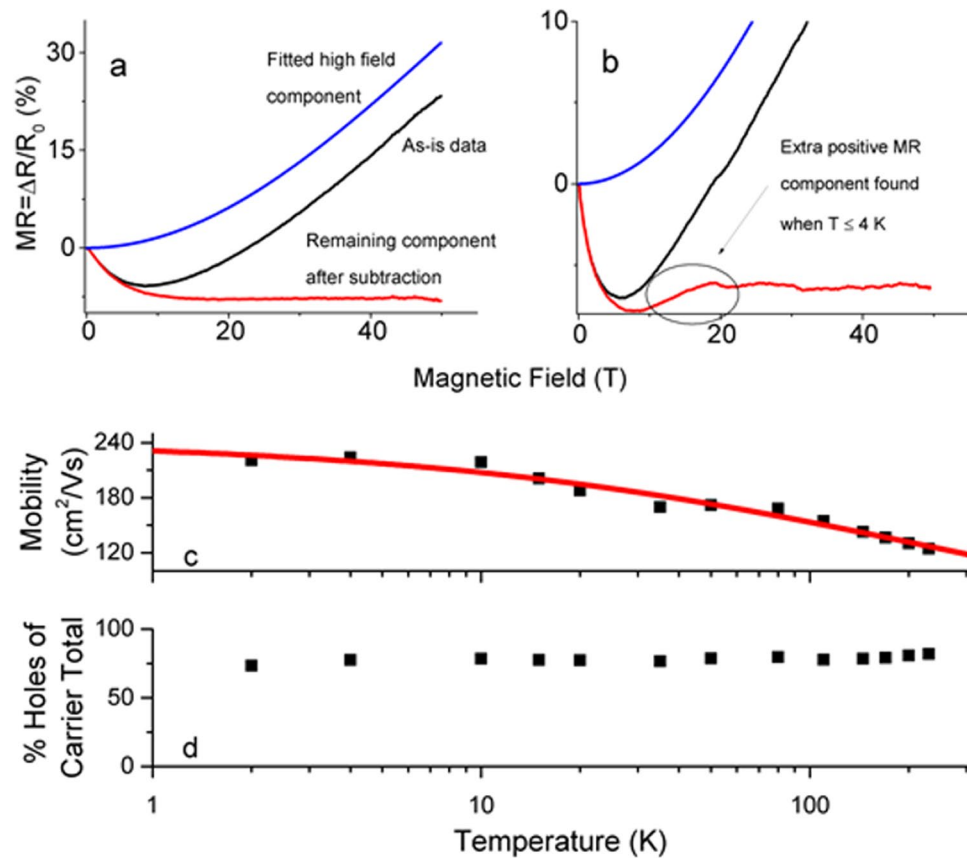 MR=ΔR/R₀ (%)
30
15
0
a
Fitted high field
component
As-is data
Remaining component
after subtraction
0
20
40
10
0
b
Extra positive MR
component found
when T ≤ 4 K
0
20
40
Magnetic Field (T)
Mobility
(cm²/Vs)
240
180
120
c
% Holes of
Carrier Total
100
50
0
d
1
10
100
Temperature (K)